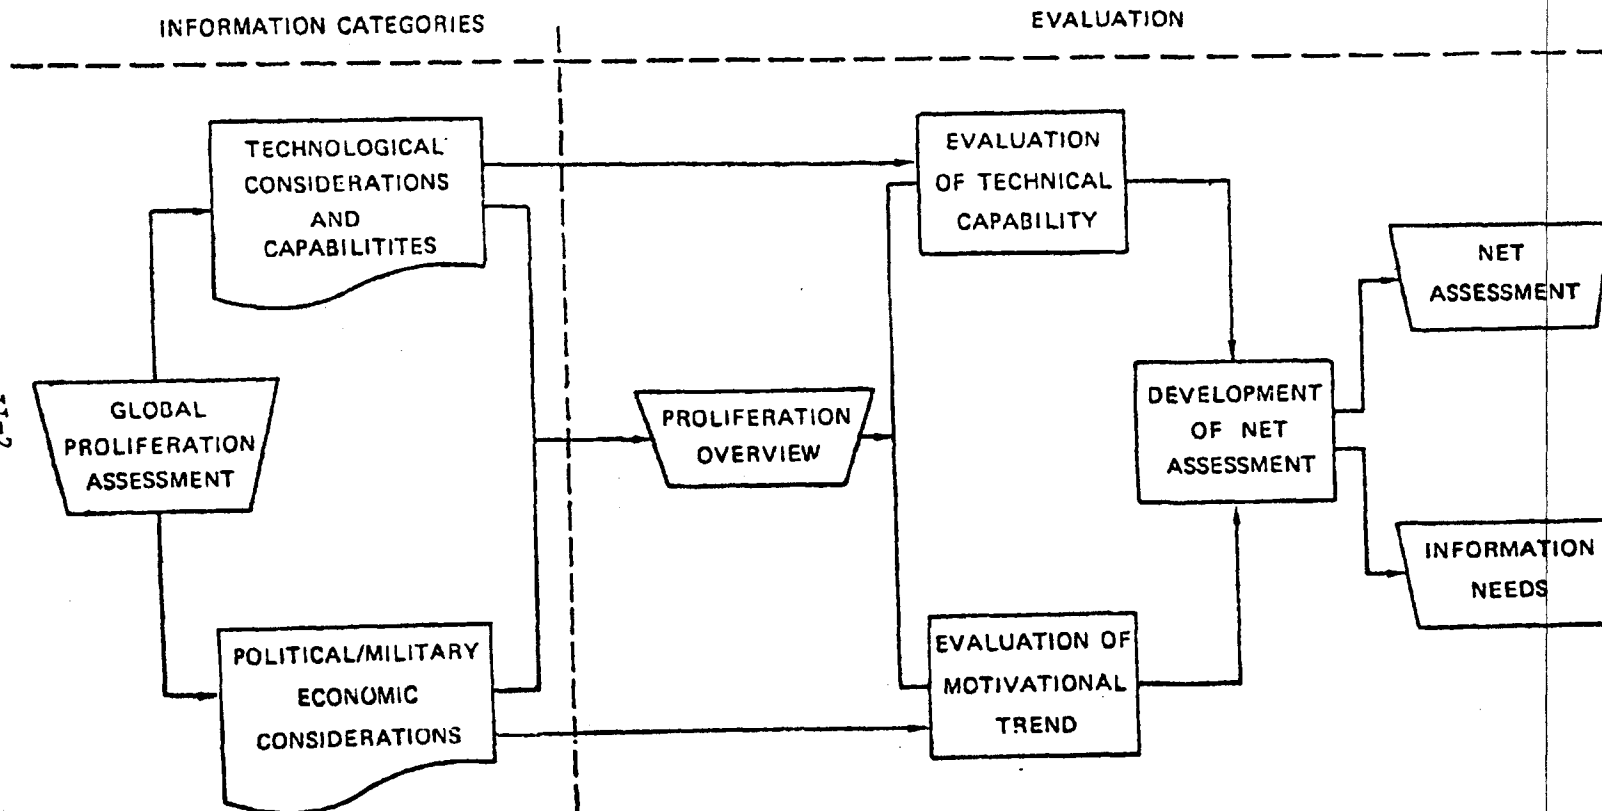 INFORMATION CATEGORIES
EVALUATION
TECHNOLOGICAL
CONSIDERATIONS
AND
CAPABILITITES
EVALUATION
OF TECHNICAL
CAPABILITY
NET
ASSESSMENT
GLOBAL
PROLIFERATION
ASSESSMENT
PROLIFERATION
OVERVIEW
DEVELOPMENT
OF NET
ASSESSMENT
INFORMATION
NEEDS
POLITICAL/MILITARY
ECONOMIC
CONSIDERATIONS
EVALUATION OF
MOTIVATIONAL
TREND